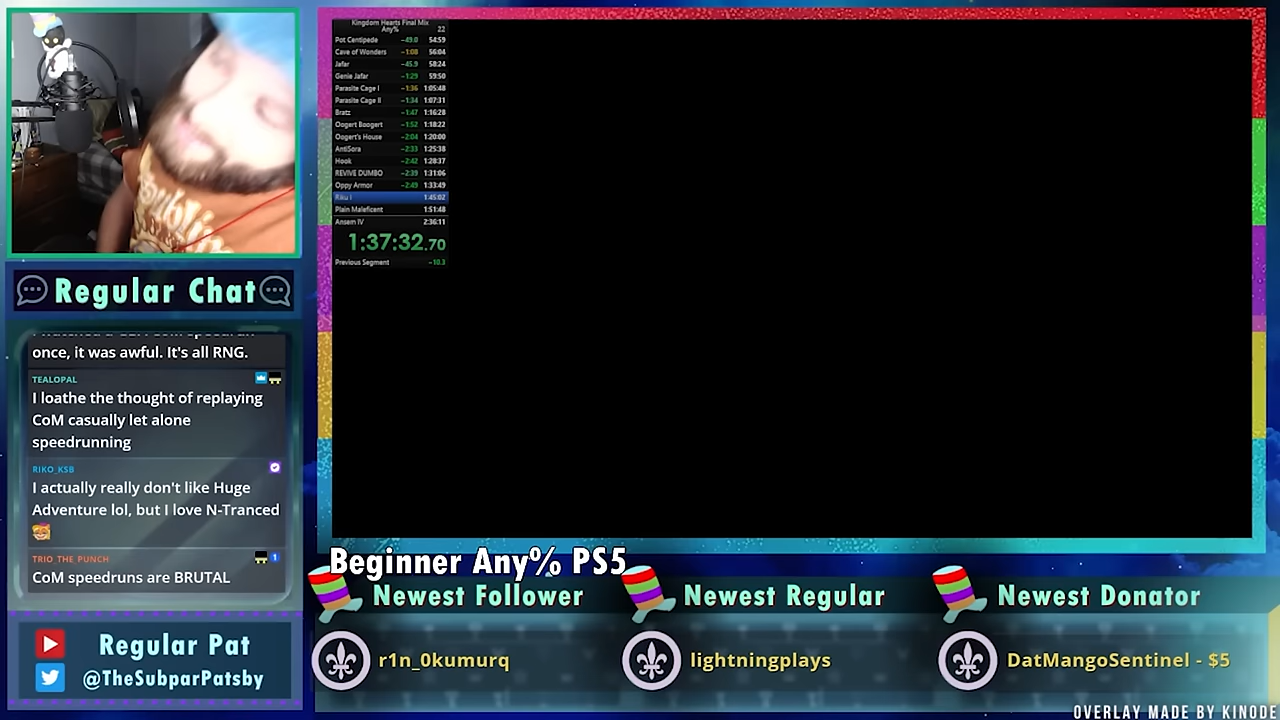 Kingdom Hearts Final Mix
Any% 22
Pot Centipede -49.0 54:59
Cave of Wonders -1:08 56:04
Jafar -45.9 58:24
Genie Jafar -1:29 59:50
Parasite Cage I -1:36 1:05:48
Parasite Cage II -1:34 1:07:31
Bratz -1:47 1:16:28
Oogert Boogert -1:52 1:18:22
Oogert's House -2:04 1:20:00
AntiSora -2:33 1:25:38
Hook -2:42 1:28:37
REVIVE DUMBO -2:39 1:31:06
Oppy Armor -2:49 1:33:49
Riku I 1:45:02
Plain Maleficent 1:51:48
Ansem IV 2:36:11
1:37:32.70
Previous Segment -10.3
Regular Chat
once, it was awful. It's all RNG.
TEALOPAL
I loathe the thought of replaying
CoM casually let alone
speedrunning
RIKO_KSB
I actually really don't like Huge
Adventure lol, but I love N-Tranced
TRIO_THE_PUNCH
1
CoM speedruns are BRUTAL
Regular Pat
@TheSubparPatsby
Beginner Any% PS5
Newest Follower
r1n_0kumurq
Newest Regular
lightningplays
Newest Donator
DatMangoSentinel - $5
OVERLAY MADE BY KINODE